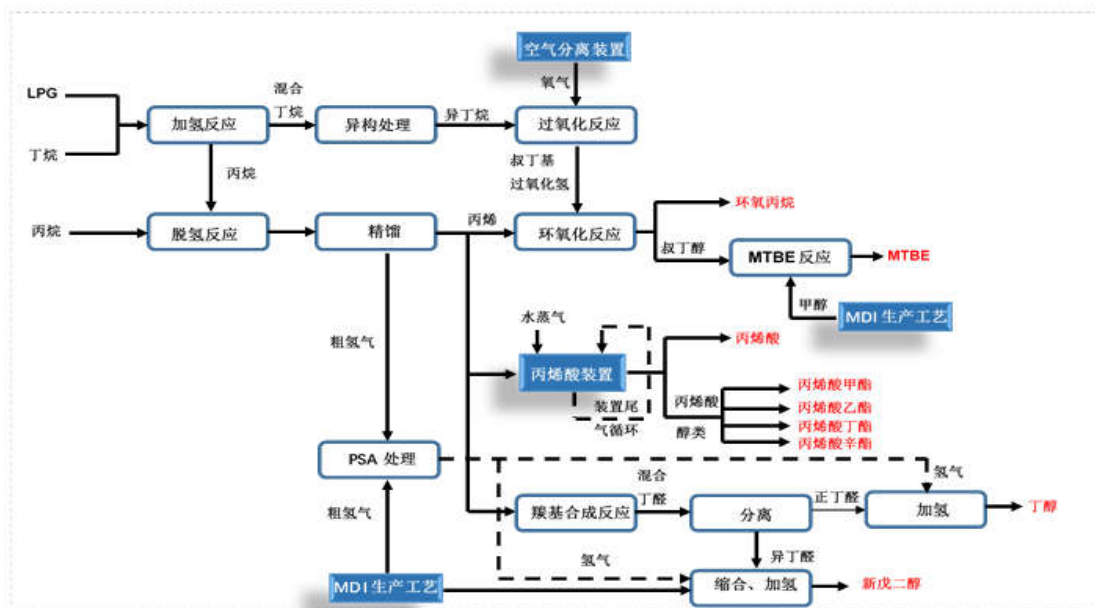 空气分离装置
氧气
LPG
混合
丁烷
加氢反应
异构处理
异丁烷
过氧化反应
丁烷
丙烷
叔丁基
过氧化氢
丙烷
脱氢反应
精馏
丙烯
环氧化反应
环氧丙烷
叔丁醇
MTBE 反应
MTBE
甲醇
MDI 生产工艺
水蒸气
粗氢气
丙烯酸装置
丙烯酸
装置尾
气循环
丙烯酸
醇类
丙烯酸甲酯
丙烯酸乙酯
丙烯酸丁酯
丙烯酸辛酯
PSA 处理
混合
丁醛
氢气
粗氢气
羰基合成反应
分离
正丁醛
加氢
丁醇
氢气
异丁醛
MDI 生产工艺
缩合、加氢
新戊二醇